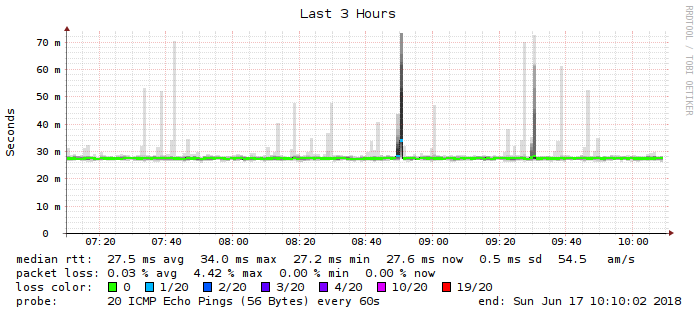 Last 3 Hours
RRDTOOL / TOBI OETIKER
Seconds
70 m
60 m
50 m
40 m
30 m
20 m
10 m
0
07:20 07:40 08:00 08:20 08:40 09:00 09:20 09:40 10:00
median rtt: 27.5 ms avg 34.0 ms max 27.2 ms min 27.6 ms now 0.5 ms sd 54.5 am/s
packet loss: 0.03 % avg 4.42 % max 0.00 % min 0.00 % now
loss color: 0 1/20 2/20 3/20 4/20 10/20 19/20
probe: 20 ICMP Echo Pings (56 Bytes) every 60s end: Sun Jun 17 10:10:02 2018